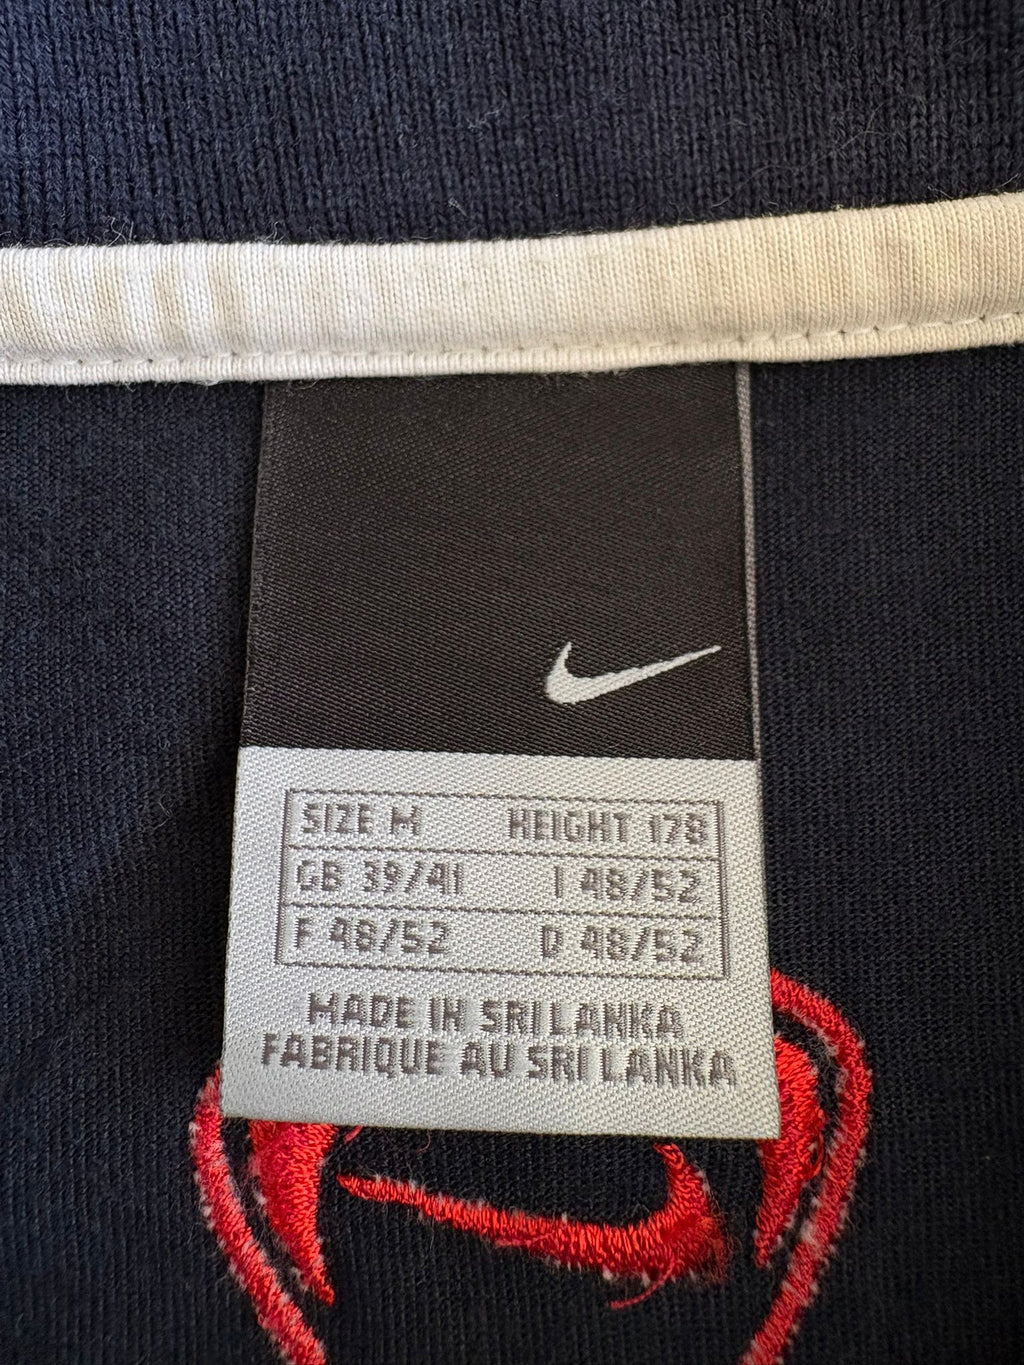 SIZE M HEIGHT 178
GB 39/41 I 48/52
F 48/52 D 48/52
MADE IN SRI LANKA
FABRIQUE AU SRI LANKA